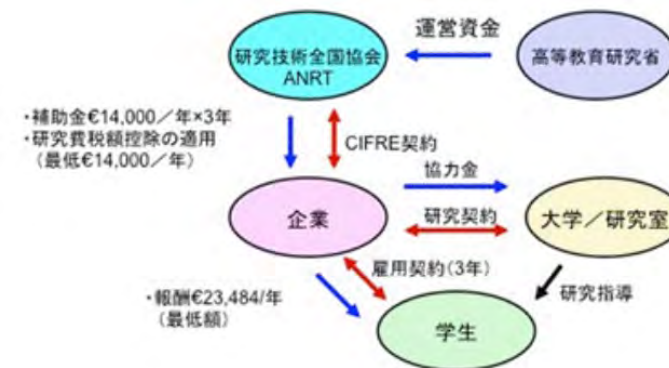 運営資金
研究技術全国協会
ANRT
高等教育研究省
・補助金€14,000／年×3年
・研究費税額控除の適用
（最低€14,000／年）
CIFRE契約
協力金
企業
研究契約
大学／研究室
雇用契約（3年）
・報酬€23,484/年
（最低額）
研究指導
学生